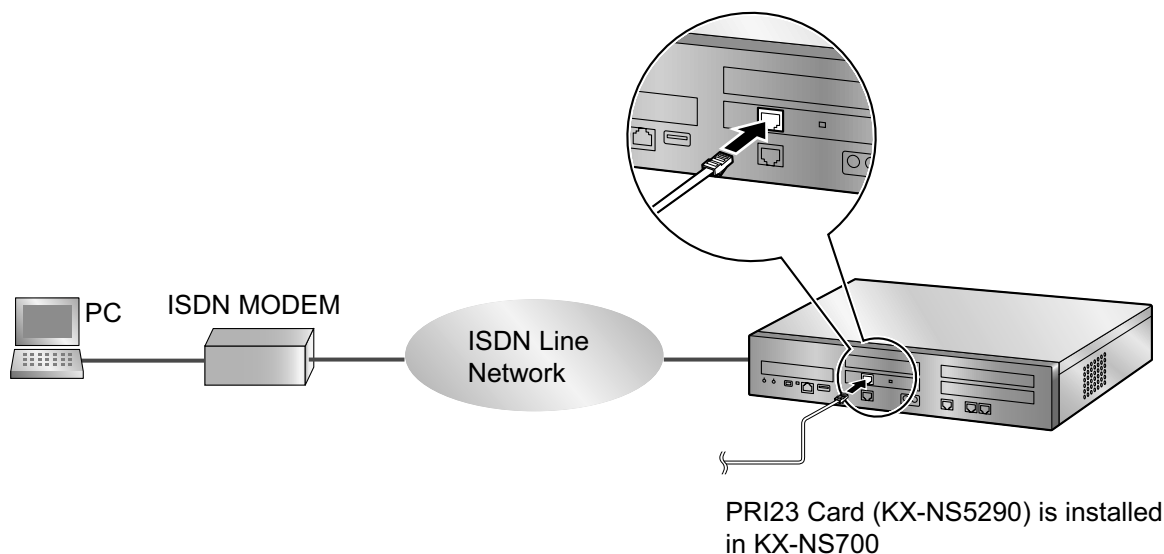 PC
ISDN MODEM
ISDN Line
Network
PRI23 Card (KX-NS5290) is installed
in KX-NS700